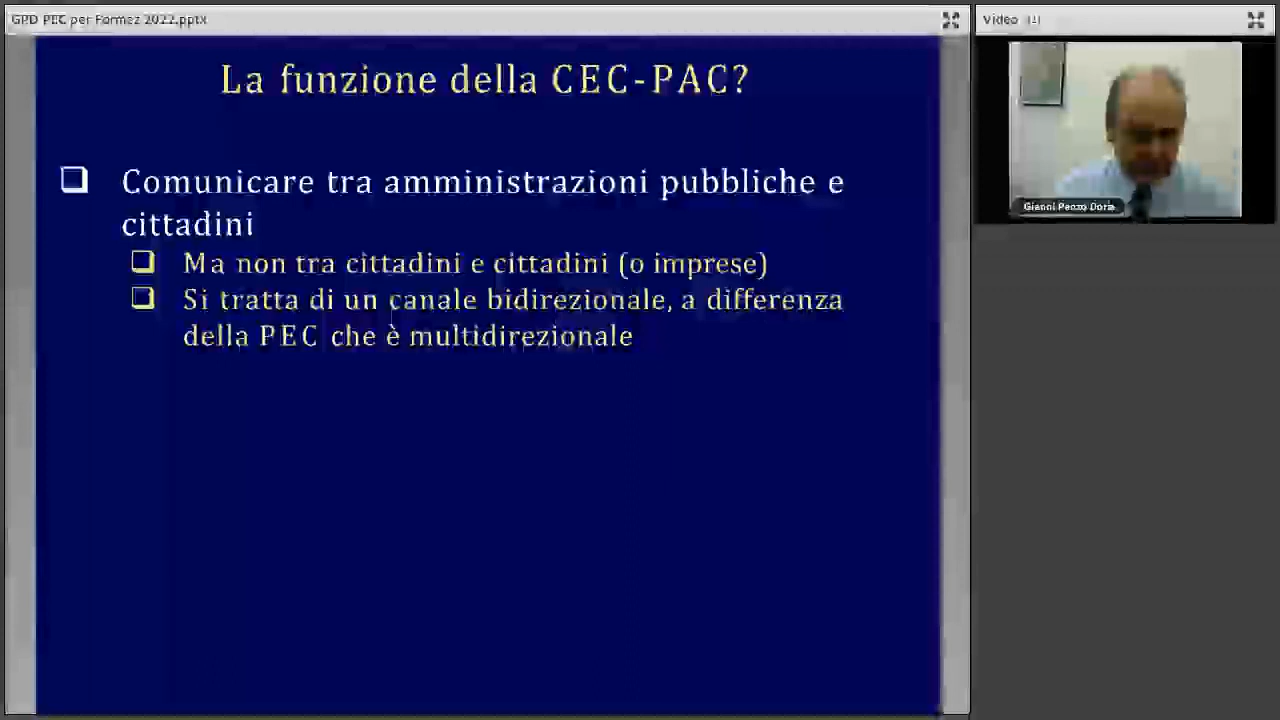 GPD PEC per Formez 2022.pptx
La funzione della CEC-PAC?
Comunicare tra amministrazioni pubbliche e
cittadini
Ma non tra cittadini e cittadini (o imprese)
Si tratta di un canale bidirezionale, a differenza
della PEC che è multidirezionale
Video (1)
Gianni Penzo Doria